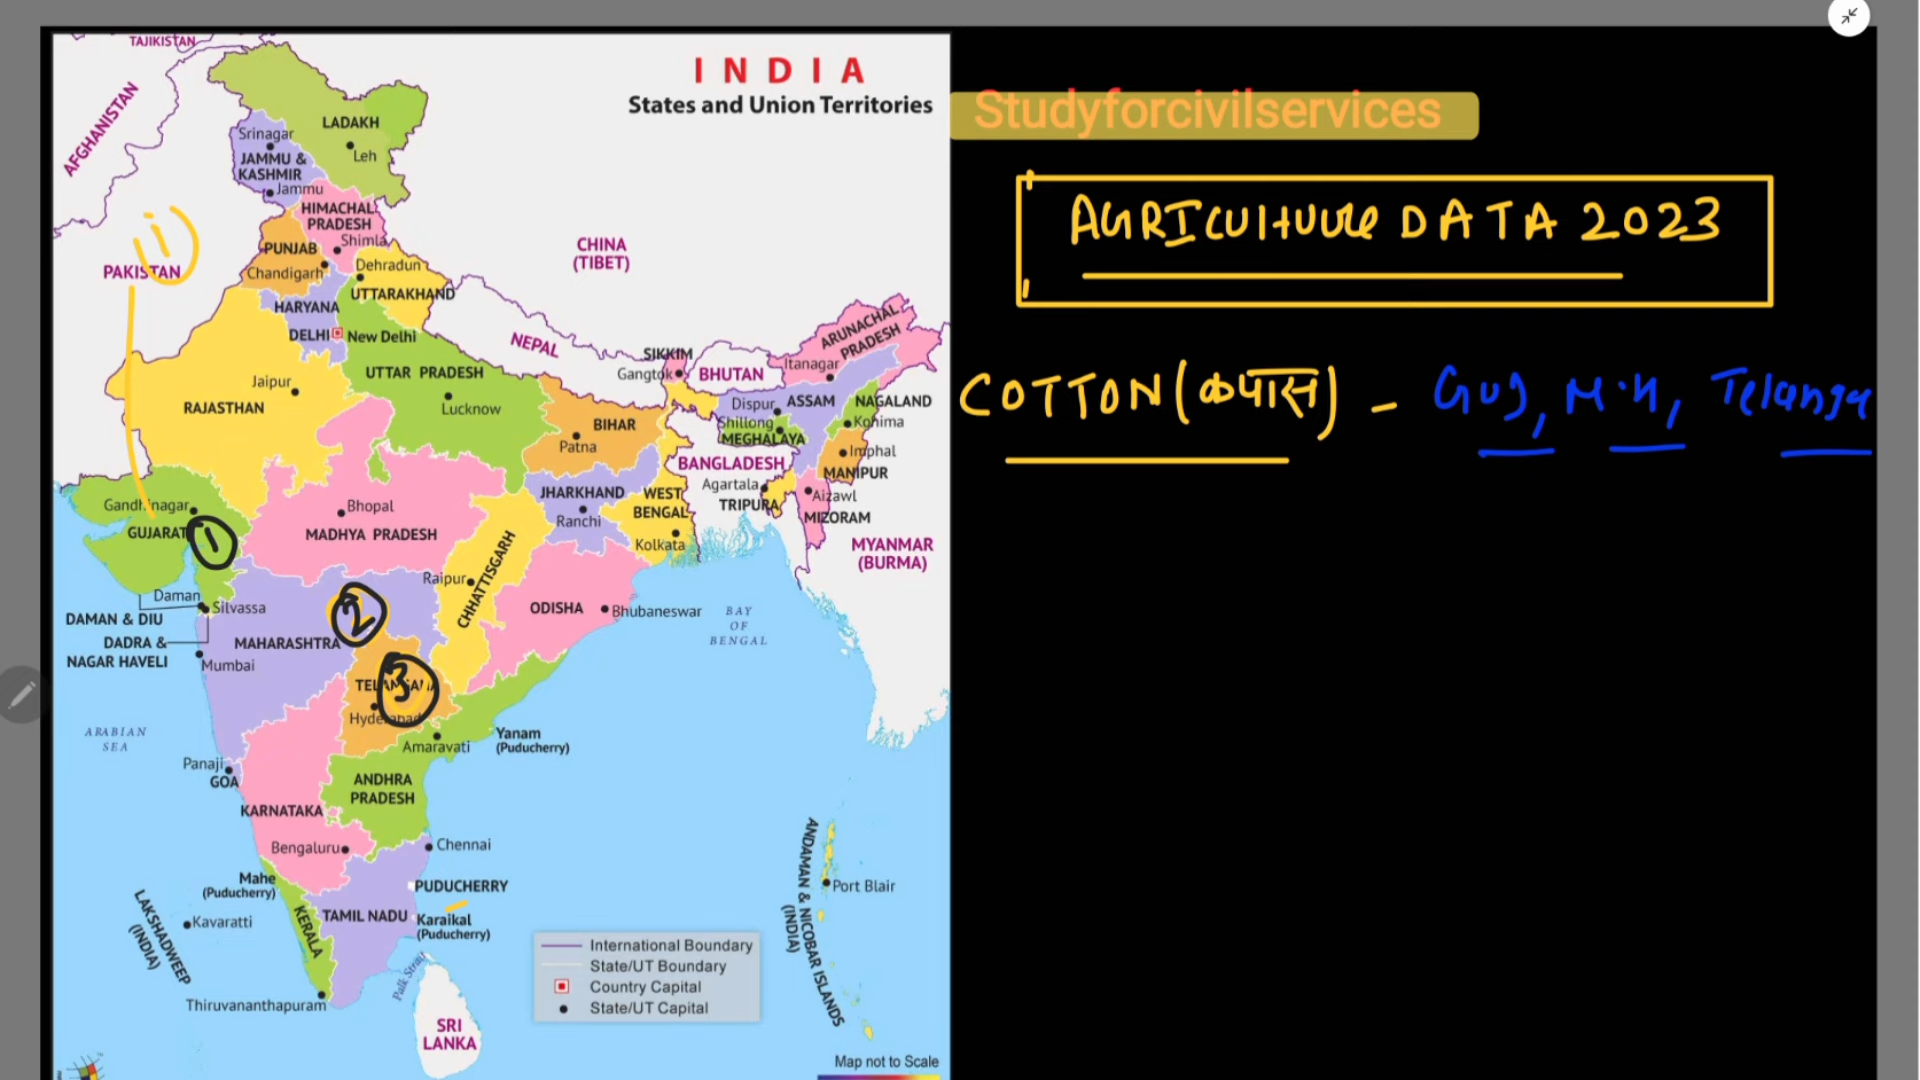 TAJIKISTAN
AFGHANISTAN
INDIA
States and Union Territories
Studyforcivilservices
AGRICULTURE DATA 2023
COTTON (कपास) - Guj, M.H, Telanga
LADAKH
Leh
Srinagar
JAMMU &
KASHMIR
Jammu
HIMACHAL
PRADESH
Shimla
PUNJAB
Chandigarh
PAKISTAN
CHINA
(TIBET)
Dehradun
UTTARAKHAND
HARYANA
DELHI
New Delhi
NEPAL
UTTAR PRADESH
Lucknow
Jaipur
RAJASTHAN
SIKKIM
Gangtok
BHUTAN
ARUNACHAL
PRADESH
Itanagar
Dispur
ASSAM
NAGALAND
Kohima
Shillong
MEGHALAYA
Imphal
MANIPUR
BIHAR
Patna
BANGLADESH
Agartala
TRIPURA
Aizawl
MIZORAM
MYANMAR
(BURMA)
JHARKHAND
Ranchi
WEST
BENGAL
Kolkata
Gandhinagar
GUJARAT
1
Bhopal
MADHYA PRADESH
CHHATTISGARH
Raipur
ODISHA
Bhubaneswar
BAY
OF
BENGAL
Daman
Silvassa
DAMAN & DIU
DADRA &
NAGAR HAVELI
MAHARASHTRA
2
Mumbai
TELANGANA
3
Hyderabad
ARABIAN
SEA
Amaravati
Yanam
(Puducherry)
Panaji
GOA
ANDHRA
PRADESH
KARNATAKA
Bengaluru
Chennai
Mahe
(Puducherry)
PUDUCHERRY
TAMIL NADU
Karaikal
(Puducherry)
KERALA
LAKSHADWEEP
(INDIA)
Kavaratti
Thiruvananthapuram
Palk Strait
SRI
LANKA
ANDAMAN & NICOBAR ISLANDS
(INDIA)
Port Blair
International Boundary
State/UT Boundary
Country Capital
State/UT Capital
Map not to Scale